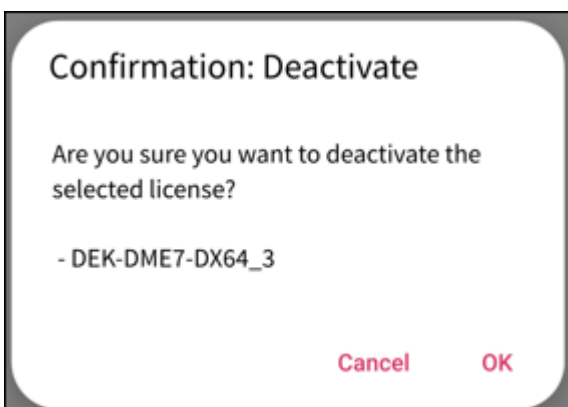 Confirmation: Deactivate
Are you sure you want to deactivate the
selected license?
- DEK-DME7-DX64_3
Cancel OK